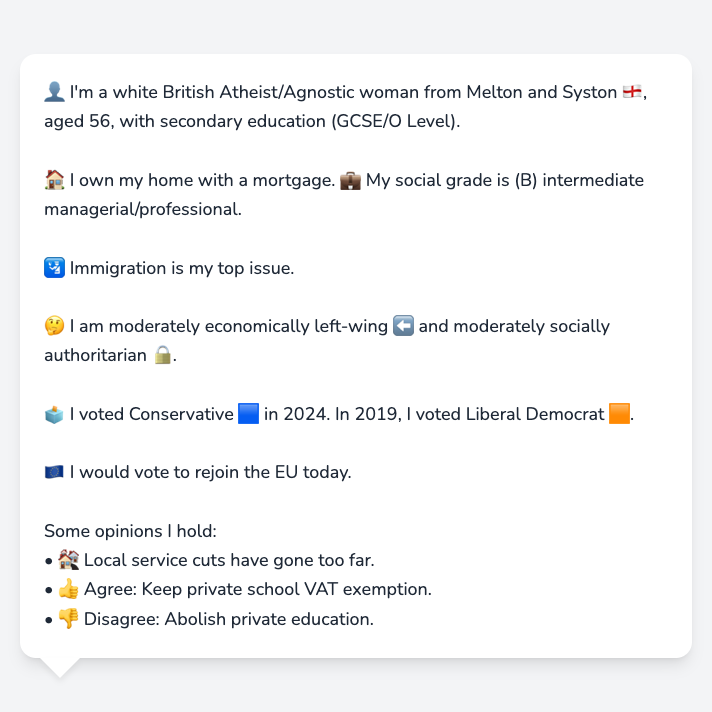 👤 I'm a white British Atheist/Agnostic woman from Melton and Syston 🏴󠁧󠁢󠁥󠁮󠁧󠁿,
aged 56, with secondary education (GCSE/O Level).
🏠 I own my home with a mortgage. 💼 My social grade is (B) intermediate
managerial/professional.
🛂 Immigration is my top issue.
🤔 I am moderately economically left-wing ⬅️ and moderately socially
authoritarian 🔒.
🗳️ I voted Conservative 🟦 in 2024. In 2019, I voted Liberal Democrat 🟧.
🇪🇺 I would vote to rejoin the EU today.
Some opinions I hold:
• 🏚️ Local service cuts have gone too far.
• 👍 Agree: Keep private school VAT exemption.
• 👎 Disagree: Abolish private education.